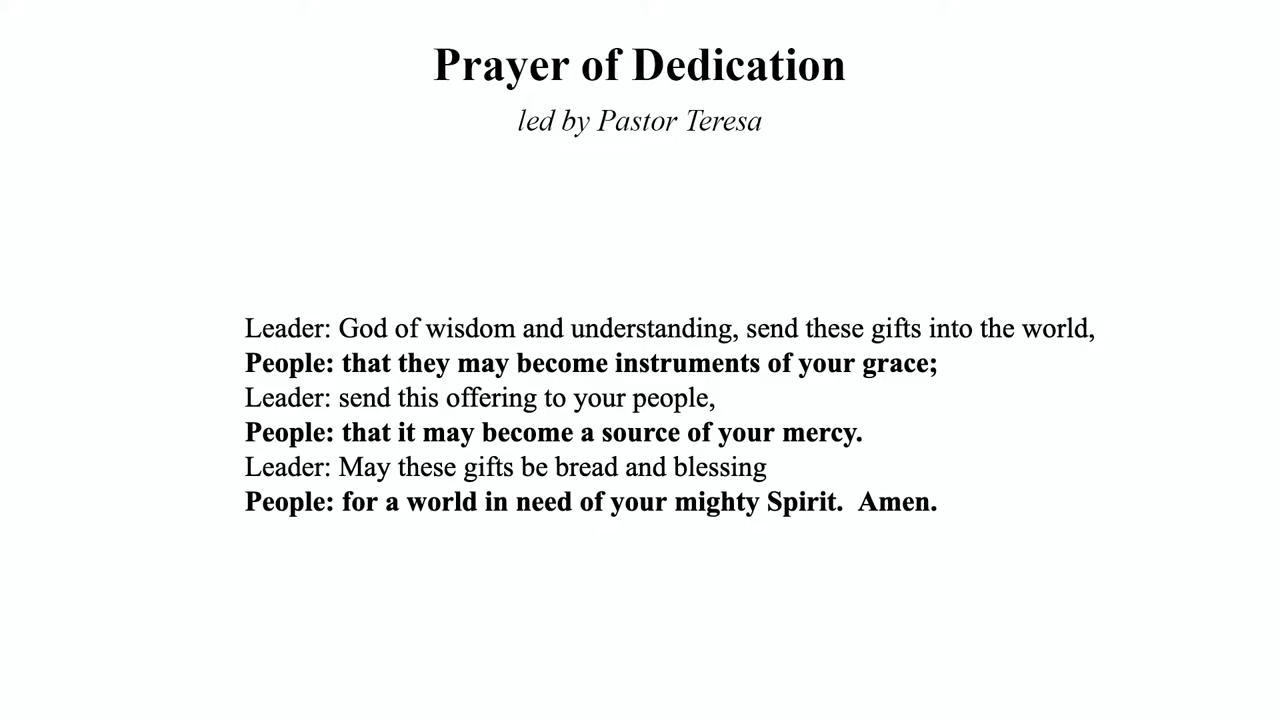 Prayer of Dedication
led by Pastor Teresa
Leader: God of wisdom and understanding, send these gifts into the world,
People: that they may become instruments of your grace;
Leader: send this offering to your people,
People: that it may become a source of your mercy.
Leader: May these gifts be bread and blessing
People: for a world in need of your mighty Spirit.  Amen.